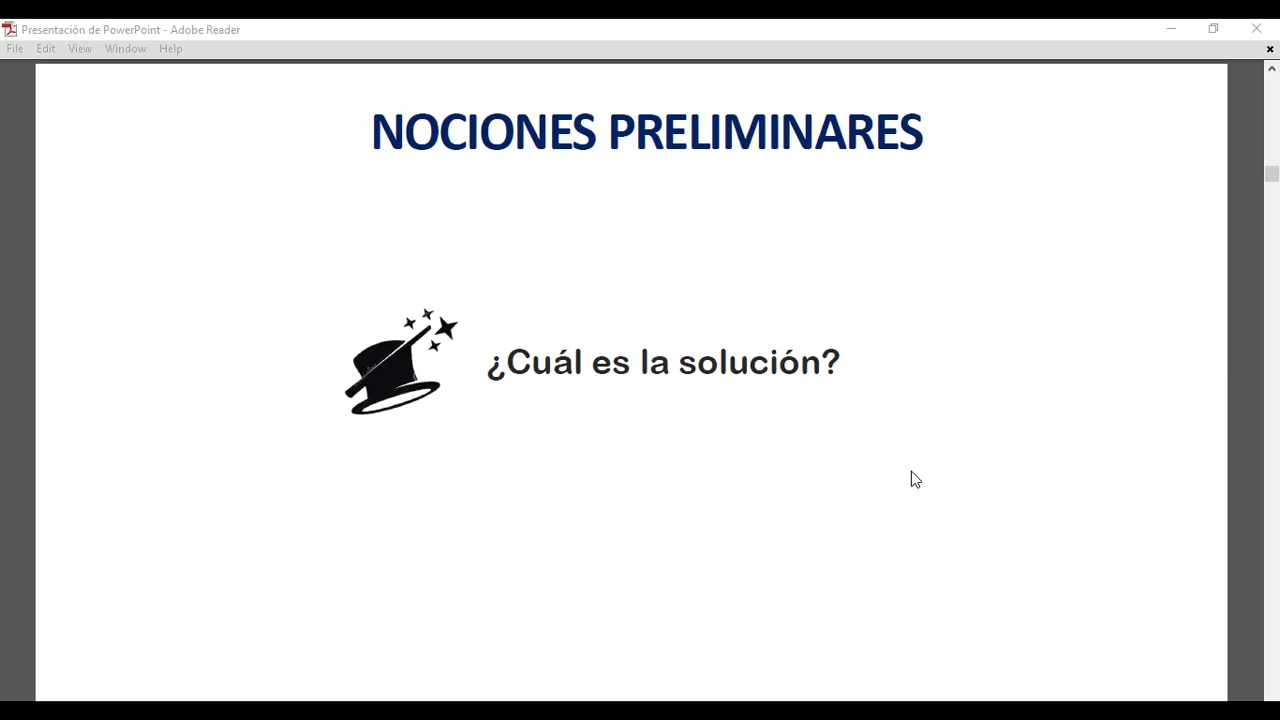 Presentación de PowerPoint - Adobe Reader
File Edit View Window Help
NOCIONES PRELIMINARES
¿Cuál es la solución?